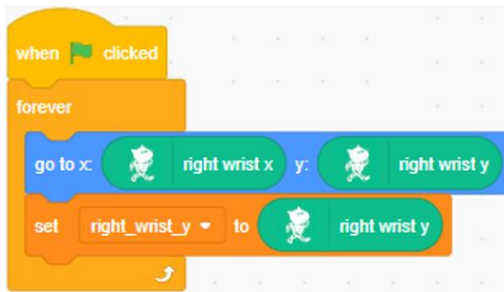 when clicked
forever
go to x: right wrist x y: right wrist y
set right_wrist_y to right wrist y